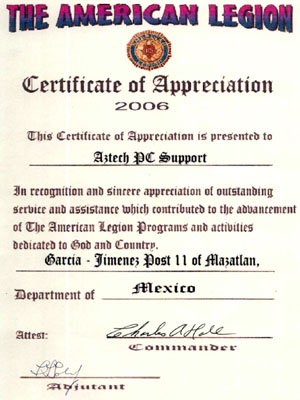 THE AMERICAN LEGION
Certificate of Appreciation
2006
This Certificate of Appreciation is presented to
Aztech PC Support
In recognition and sincere appreciation of outstanding
service and assistance which contributed to the advancement
of The American Legion Programs and activities
dedicated to God and Country.
Garcia - Jimenez Post 11 of Mazatlan,
Department of Mexico
Attest: Charles A Hall
Commander
Adjutant